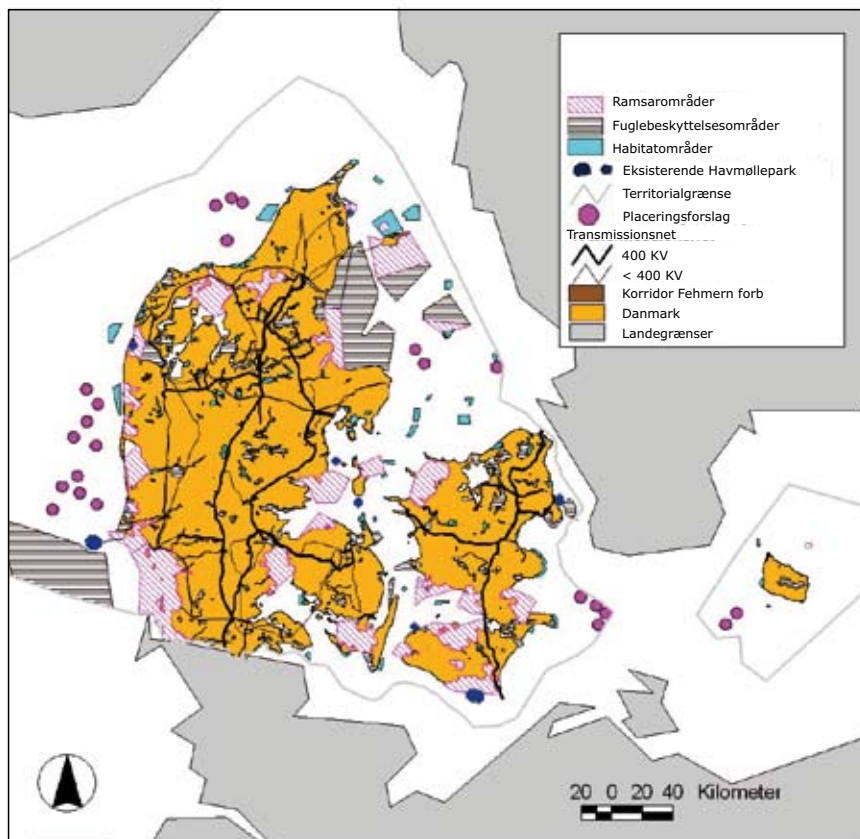 Ramsarområder
Fuglebeskyttelsesområder
Habitatområder
Eksisterende Havmøllepark
Territorialgrænse
Placeringsforslag
Transmissionsnet
400 KV
< 400 KV
Korridor Fehmern forb
Danmark
Landegrænser
20 0 20 40 Kilometer